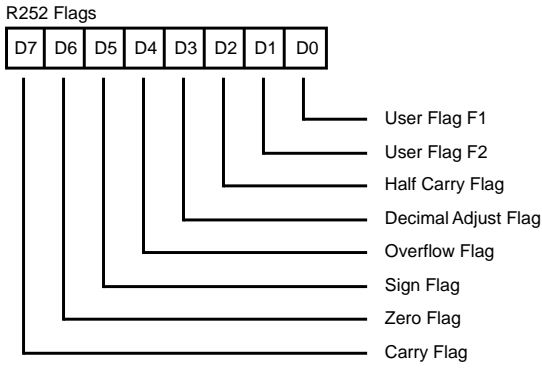 R252 Flags
D7 D6 D5 D4 D3 D2 D1 D0
User Flag F1
User Flag F2
Half Carry Flag
Decimal Adjust Flag
Overflow Flag
Sign Flag
Zero Flag
Carry Flag